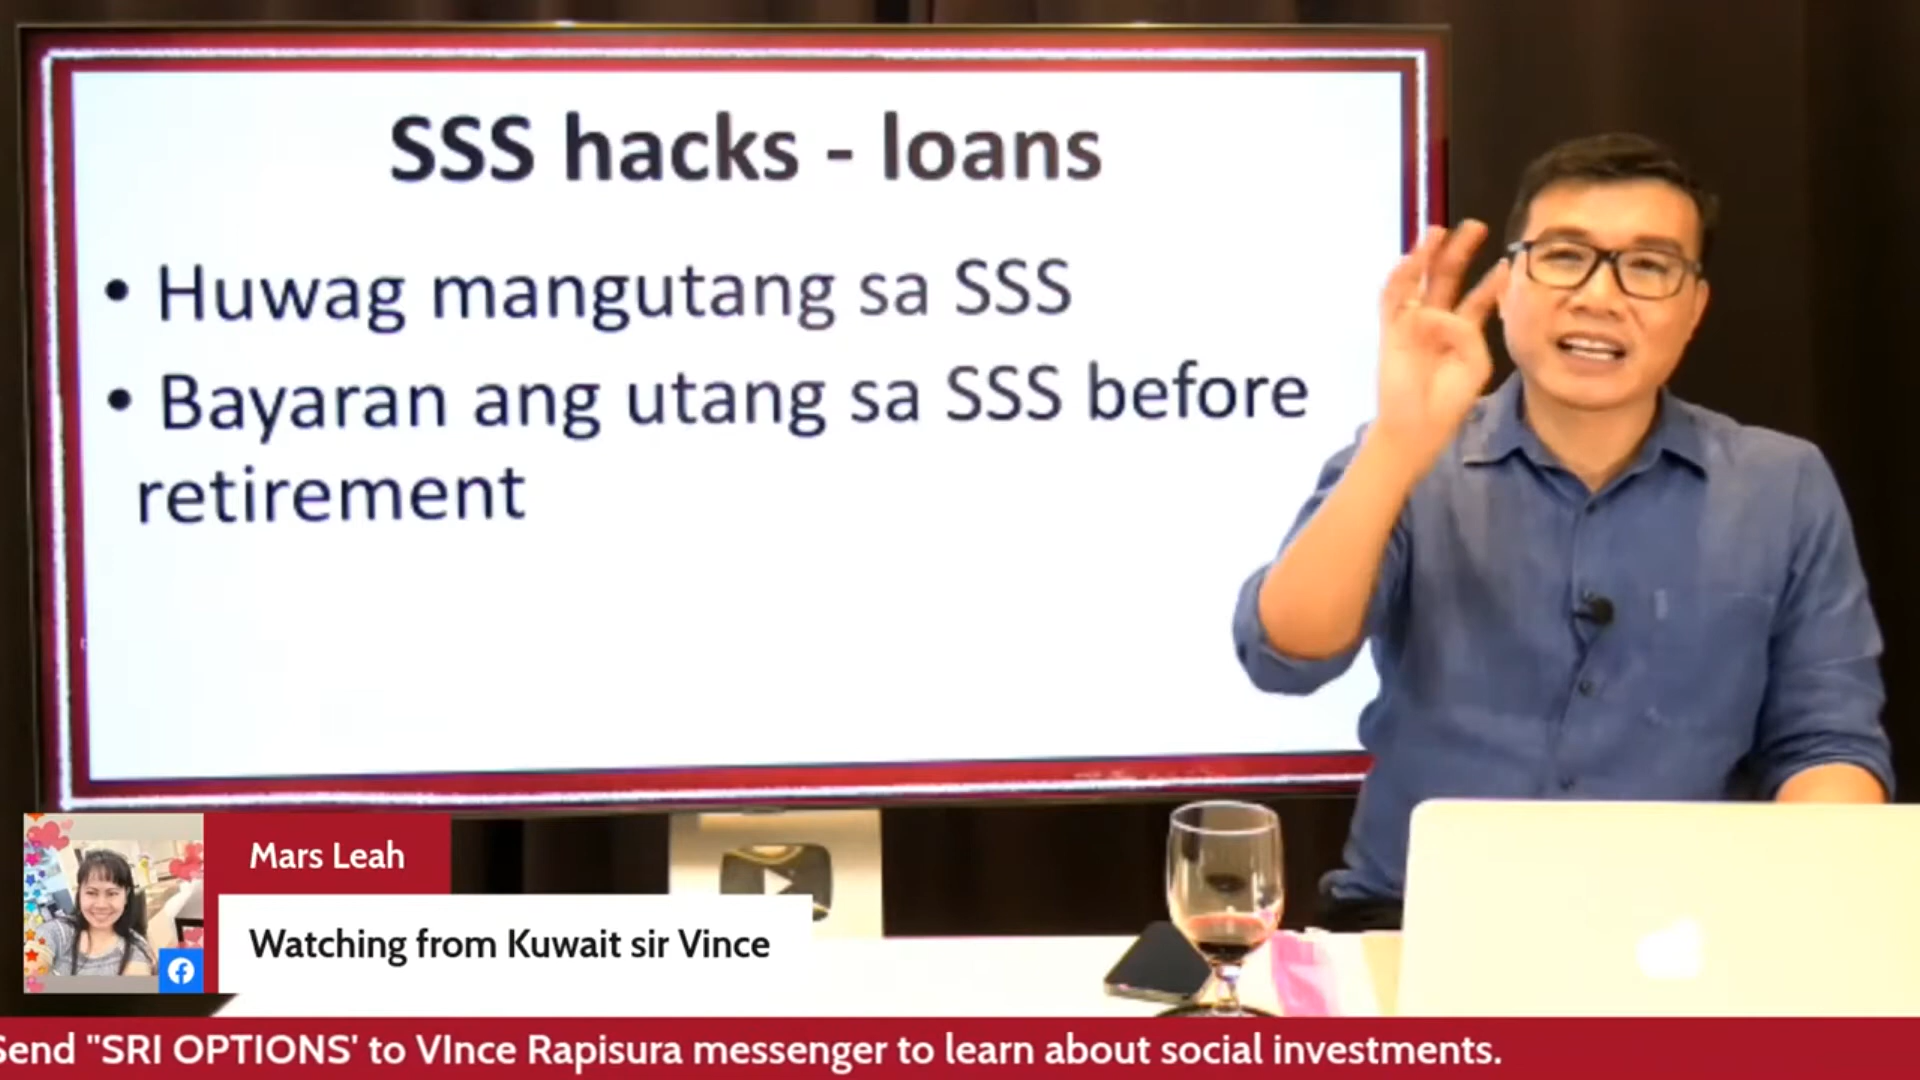 SSS hacks - loans
• Huwag mangutang sa SSS
• Bayaran ang utang sa SSS before
retirement
Mars Leah
Watching from Kuwait sir Vince
Send "SRI OPTIONS' to VInce Rapisura messenger to learn about social investments.